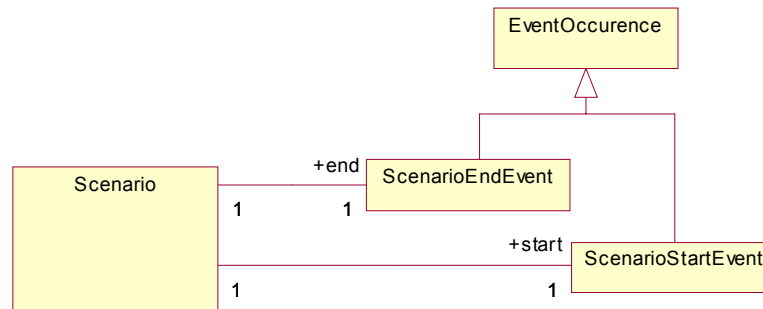 EventOccurence
+end
ScenarioEndEvent
Scenario
1
1
+start
ScenarioStartEvent
1
1